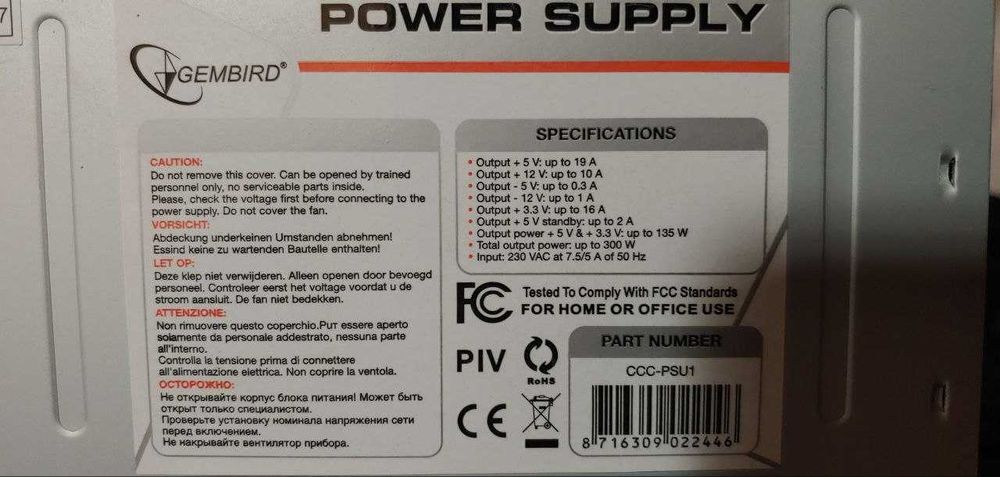 7
POWER SUPPLY
GEMBIRD®
CAUTION:
Do not remove this cover. Can be opened by trained
personnel only, no serviceable parts inside.
Please, check the voltage first before connecting to the
power supply. Do not cover the fan.
VORSICHT:
Abdeckung underkeinen Umstanden abnehmen!
Essind keine zu wartenden Bautelle enthalten!
LET OP:
Deze klep niet verwijderen. Alleen openen door bevoegd
personeel. Controleer eerst het voltage voordat u de
stroom aansluit. De fan niet bedekken.
ATTENZIONE:
Non rimuovere questo coperchio.Pur essere aperto
soiamente da personale addestrato, nessuna parte
all'interno.
Controlla la tensione prima di connettere
all'alimentazione eiettrica. Non coprire la ventola.
ОСТОРОЖНО:
Не открывайте корпус блока питания! Может быть
открыт только специалистом.
Проверьте установку номинала напряжения сети
перед включением.
Не накрывайте вентилятор прибора.
SPECIFICATIONS
• Output + 5 V: up to 19 A
• Output + 12 V: up to 10 A
• Output - 5 V: up to 0.3 A
• Output - 12 V: up to 1 A
• Output + 3.3 V: up to 16 A
• Output + 5 V standby: up to 2 A
• Output power + 5 V & + 3.3 V: up to 135 W
• Total output power: up to 300 W
• Input: 230 VAC at 7.5/5 A of 50 Hz
FC Tested To Comply With FCC Standards
FOR HOME OR OFFICE USE
PIV
RoHS
CE
PART NUMBER
CCC-PSU1
8 716309 022446